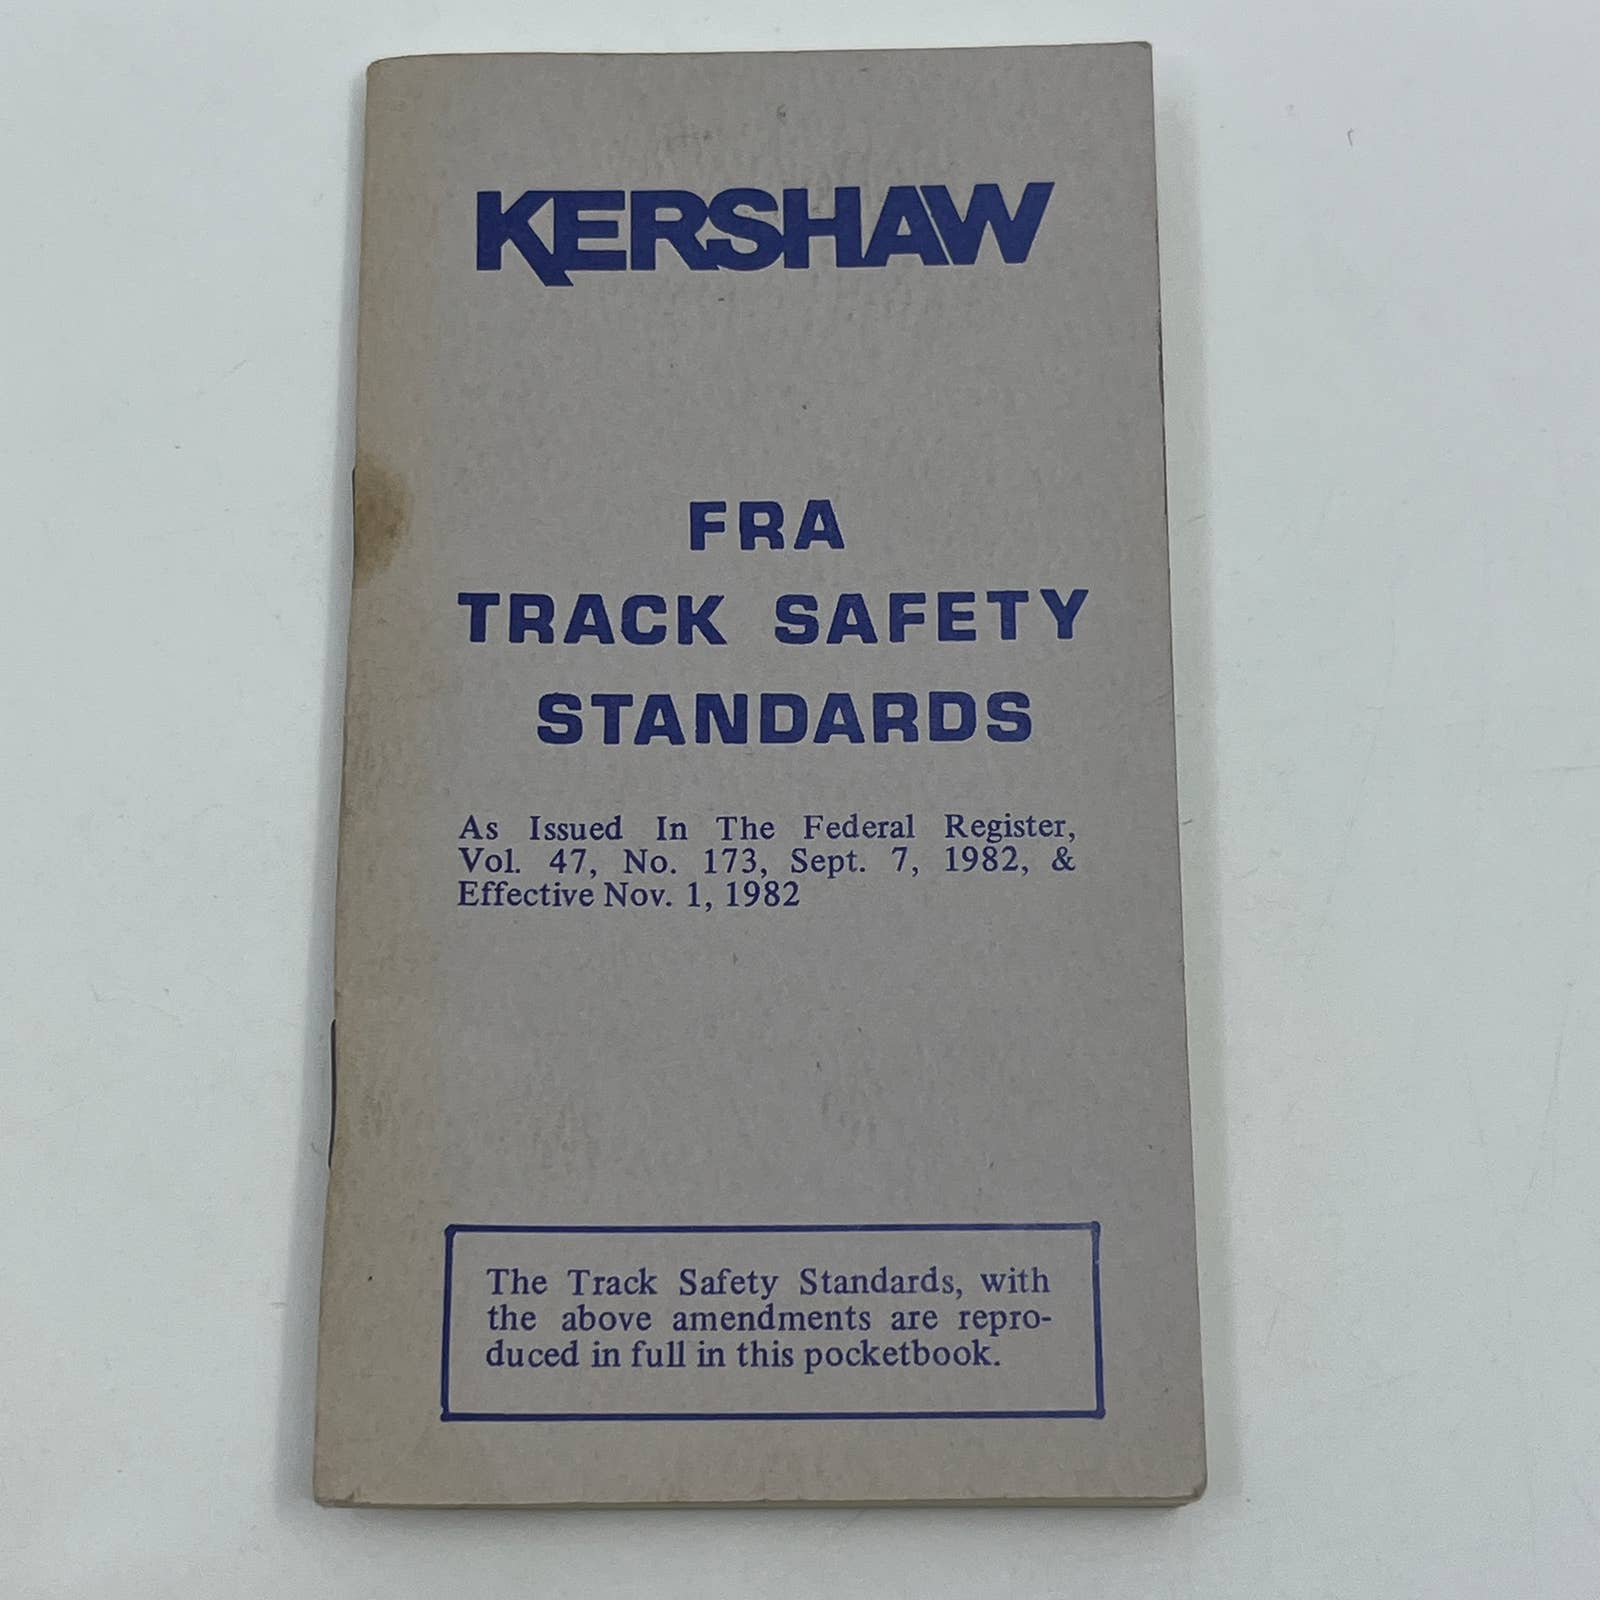 KERSHAW
FRA
TRACK SAFETY
STANDARDS
As Issued In The Federal Register,
Vol. 47, No. 173, Sept. 7, 1982, &
Effective Nov. 1, 1982
The Track Safety Standards, with
the above amendments are repro-
duced in full in this pocketbook.